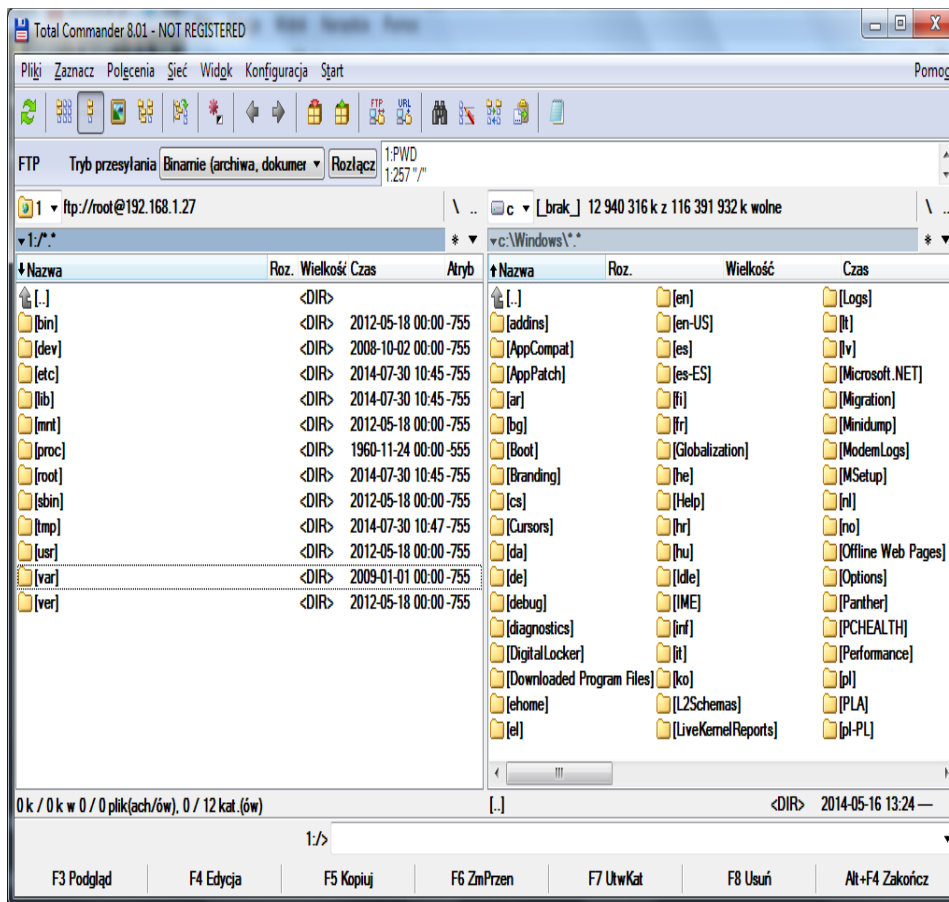 Total Commander 8.01 - NOT REGISTERED
Pliki Zaznacz Polecenia Sieć Widok Konfiguracja Start Pomoc
FTP URL
FTP Tryb przesyłania Binarnie (archiwa, dokumer Rozłącz
1:PWD
1:257 "/"
1 ftp://root@192.168.1.27 \ ..
c [_brak_] 12 940 316 k z 116 391 932 k wolne \ ..
1:/*.* * ▼
c:\Windows\*.* * ▼
Nazwa Roz. Wielkość Czas Atryb
[..] <DIR>
[bin] <DIR> 2012-05-18 00:00 -755
[dev] <DIR> 2008-10-02 00:00 -755
[etc] <DIR> 2014-07-30 10:45 -755
[lib] <DIR> 2014-07-30 10:45 -755
[mnt] <DIR> 2012-05-18 00:00 -755
[proc] <DIR> 1960-11-24 00:00 -555
[root] <DIR> 2014-07-30 10:45 -755
[sbin] <DIR> 2012-05-18 00:00 -755
[tmp] <DIR> 2014-07-30 10:47 -755
[usr] <DIR> 2012-05-18 00:00 -755
[var] <DIR> 2009-01-01 00:00 -755
[ver] <DIR> 2012-05-18 00:00 -755
Nazwa Roz. Wielkość Czas
[..]
[addins]
[AppCompat]
[AppPatch]
[ar]
[bg]
[Boot]
[Branding]
[cs]
[Cursors]
[da]
[de]
[debug]
[diagnostics]
[DigitalLocker]
[Downloaded Program Files]
[ehome]
[el]
[en]
[en-US]
[es]
[es-ES]
[fi]
[fr]
[Globalization]
[he]
[Help]
[hr]
[hu]
[Idle]
[IME]
[inf]
[it]
[ko]
[L2Schemas]
[LiveKernelReports]
[Logs]
[lt]
[lv]
[Microsoft.NET]
[Migration]
[Minidump]
[ModemLogs]
[MSetup]
[nl]
[no]
[Offline Web Pages]
[Options]
[Panther]
[PCHEALTH]
[Performance]
[pl]
[PLA]
[pl-PL]
0 k / 0 k w 0 / 0 plik(ach/ów), 0 / 12 kat.(ów)
[..] <DIR> 2014-05-16 13:24 —
1:/>
F3 Podgląd F4 Edycja F5 Kopiuj F6 ZmPrzen F7 UtwKat F8 Usuń Alt+F4 Zakończ